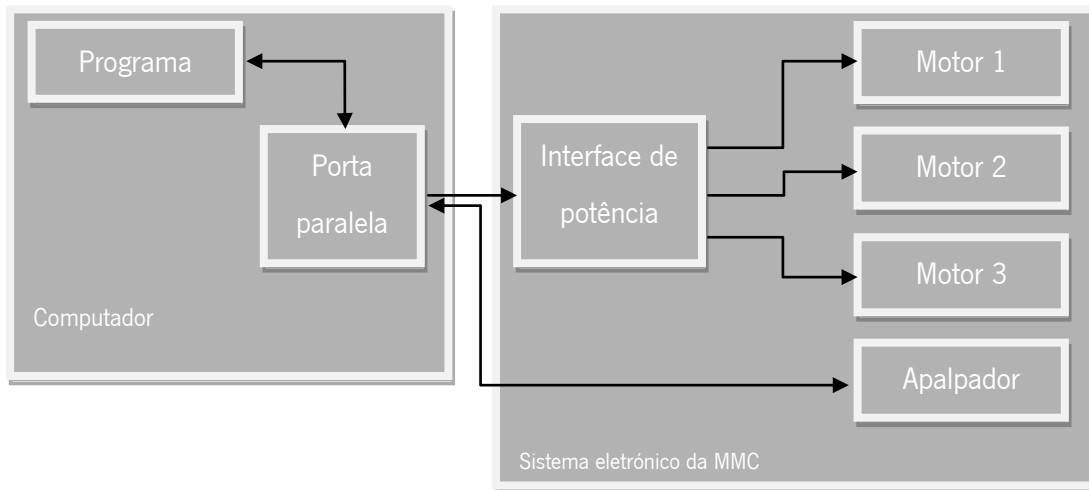 Programa
Porta
paralela
Computador
Interface de
potência
Motor 1
Motor 2
Motor 3
Apalpador
Sistema eletrónico da MMC